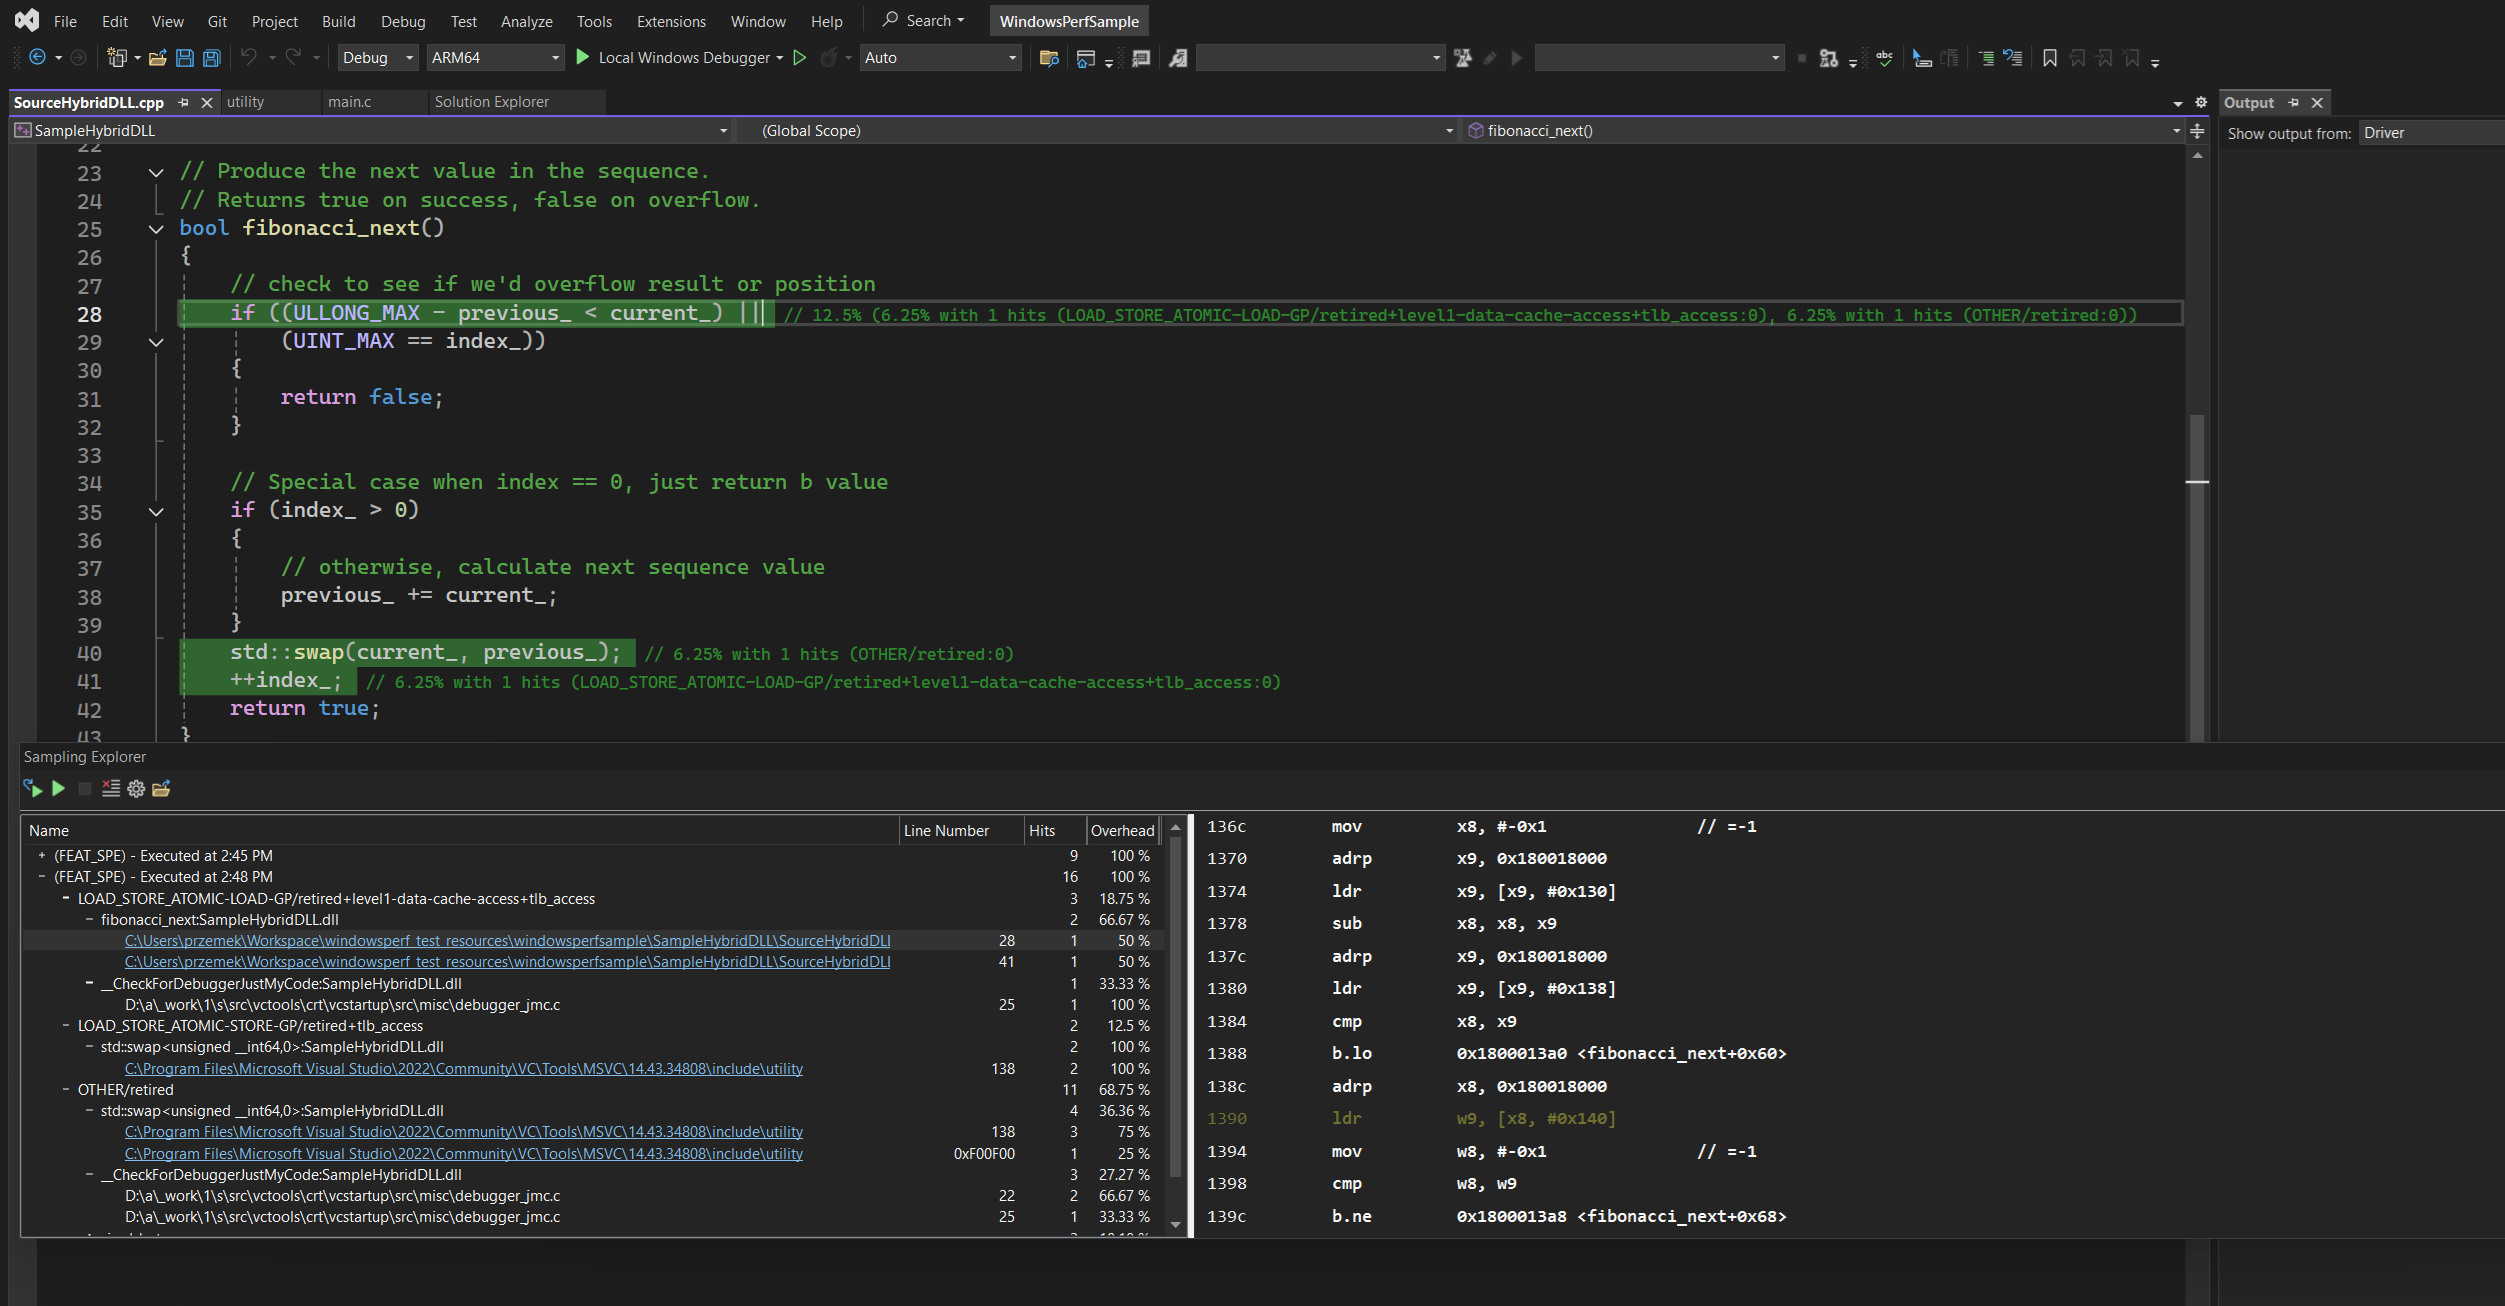 File Edit View Git Project Build Debug Test Analyze Tools Extensions Window Help Search WindowsPerfSample
Debug ARM64 Local Windows Debugger Auto
SourceHybridDLL.cpp utility main.c Solution Explorer
SampleHybridDLL (Global Scope) fibonacci_next()
22
23 // Produce the next value in the sequence.
24 // Returns true on success, false on overflow.
25 bool fibonacci_next()
26 {
27 // check to see if we'd overflow result or position
28 if ((ULLONG_MAX - previous_ < current_) || // 12.5% (6.25% with 1 hits (LOAD_STORE_ATOMIC-LOAD-GP/retired+level1-data-cache-access+tlb_access:0), 6.25% with 1 hits (OTHER/retired:0))
29 (UINT_MAX == index_))
30 {
31 return false;
32 }
33
34 // Special case when index == 0, just return b value
35 if (index_ > 0)
36 {
37 // otherwise, calculate next sequence value
38 previous_ += current_;
39 }
40 std::swap(current_, previous_); // 6.25% with 1 hits (OTHER/retired:0)
41 ++index_; // 6.25% with 1 hits (LOAD_STORE_ATOMIC-LOAD-GP/retired+level1-data-cache-access+tlb_access:0)
42 return true;
43 }
Output
Show output from: Driver
Sampling Explorer
Name Line Number Hits Overhead
+ (FEAT_SPE) - Executed at 2:45 PM 9 100 %
− (FEAT_SPE) - Executed at 2:48 PM 16 100 %
− LOAD_STORE_ATOMIC-LOAD-GP/retired+level1-data-cache-access+tlb_access 3 18.75 %
− fibonacci_next:SampleHybridDLL.dll 2 66.67 %
C:\Users\przemek\Workspace\windowsperf_test_resources\windowsperfsample\SampleHybridDLL\SourceHybridDLL 28 1 50 %
C:\Users\przemek\Workspace\windowsperf_test_resources\windowsperfsample\SampleHybridDLL\SourceHybridDLL 41 1 50 %
− __CheckForDebuggerJustMyCode:SampleHybridDLL.dll 1 33.33 %
D:\a\_work\1\s\src\vctools\crt\vcstartup\src\misc\debugger_jmc.c 25 1 100 %
− LOAD_STORE_ATOMIC-STORE-GP/retired+tlb_access 2 12.5 %
− std::swap<unsigned __int64,0>:SampleHybridDLL.dll 2 100 %
C:\Program Files\Microsoft Visual Studio\2022\Community\VC\Tools\MSVC\14.43.34808\include\utility 138 2 100 %
− OTHER/retired 11 68.75 %
− std::swap<unsigned __int64,0>:SampleHybridDLL.dll 4 36.36 %
C:\Program Files\Microsoft Visual Studio\2022\Community\VC\Tools\MSVC\14.43.34808\include\utility 138 3 75 %
C:\Program Files\Microsoft Visual Studio\2022\Community\VC\Tools\MSVC\14.43.34808\include\utility 0xF00F00 1 25 %
− __CheckForDebuggerJustMyCode:SampleHybridDLL.dll 3 27.27 %
D:\a\_work\1\s\src\vctools\crt\vcstartup\src\misc\debugger_jmc.c 22 2 66.67 %
D:\a\_work\1\s\src\vctools\crt\vcstartup\src\misc\debugger_jmc.c 25 1 33.33 %
136c mov x8, #-0x1 // =-1
1370 adrp x9, 0x180018000
1374 ldr x9, [x9, #0x130]
1378 sub x8, x8, x9
137c adrp x9, 0x180018000
1380 ldr x9, [x9, #0x138]
1384 cmp x8, x9
1388 b.lo 0x1800013a0 <fibonacci_next+0x60>
138c adrp x8, 0x180018000
1390 ldr w9, [x8, #0x140]
1394 mov w8, #-0x1 // =-1
1398 cmp w8, w9
139c b.ne 0x1800013a8 <fibonacci_next+0x68>